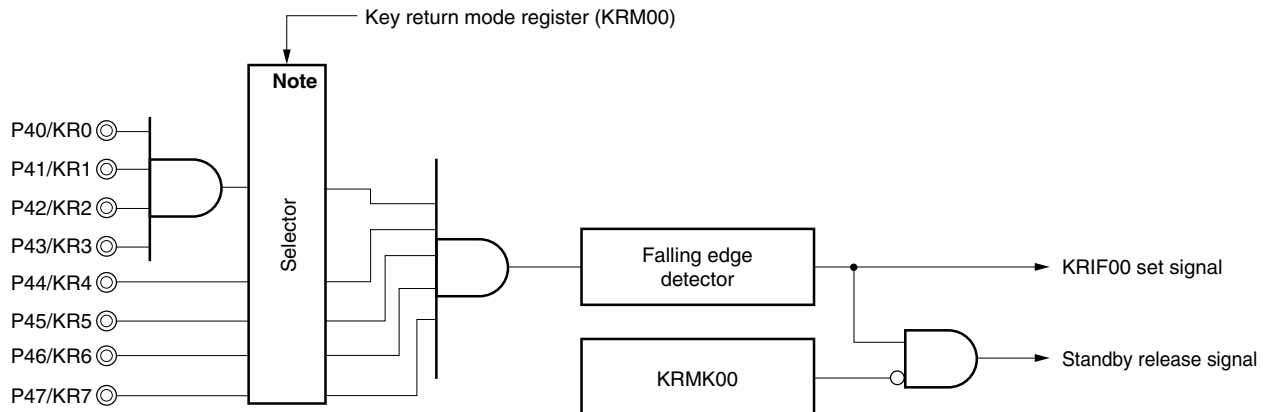 Key return mode register (KRM00)
Note
P40/KR0
P41/KR1
P42/KR2
P43/KR3
P44/KR4
P45/KR5
P46/KR6
P47/KR7
Selector
Falling edge
detector
KRIF00 set signal
KRMK00
Standby release signal